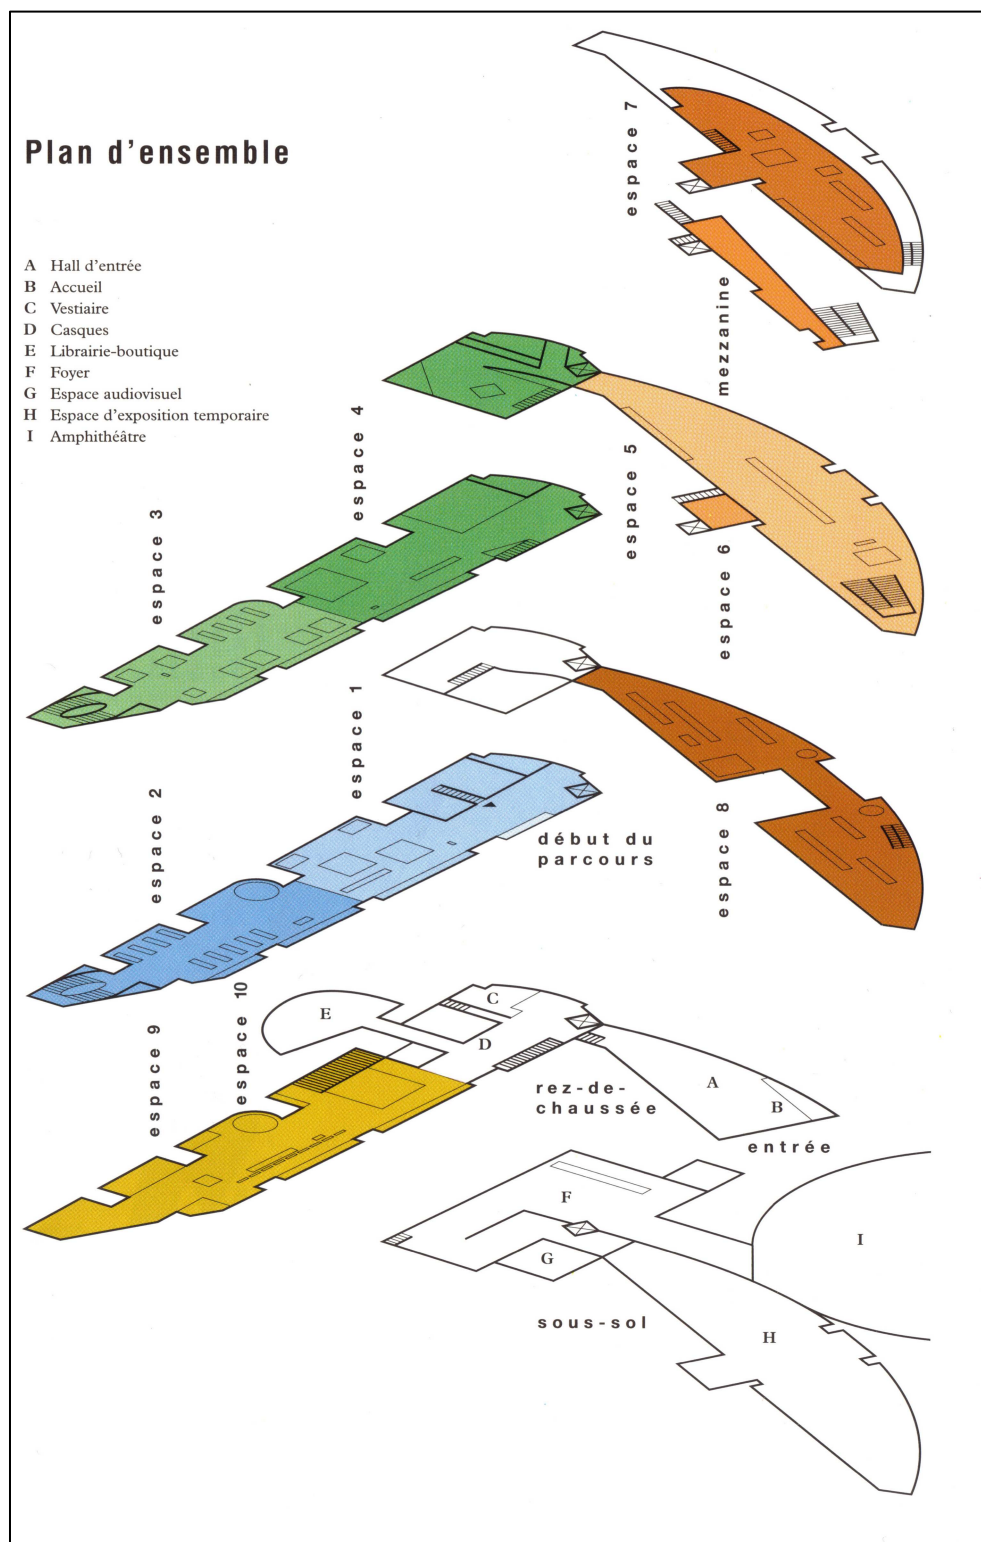 Plan d'ensemble
A Hall d'entrée
B Accueil
C Vestiaire
D Casques
E Librairie-boutique
F Foyer
G Espace audiovisuel
H Espace d'exposition temporaire
I Amphithéâtre
espace 7
mezzanine
espace 4
espace 5
espace 3
espace 6
espace 1
espace 2
début du
parcours
espace 8
espace 9
espace 10
E
C
D
A
B
rez-de-
chaussée
entrée
F
G
I
sous-sol
H